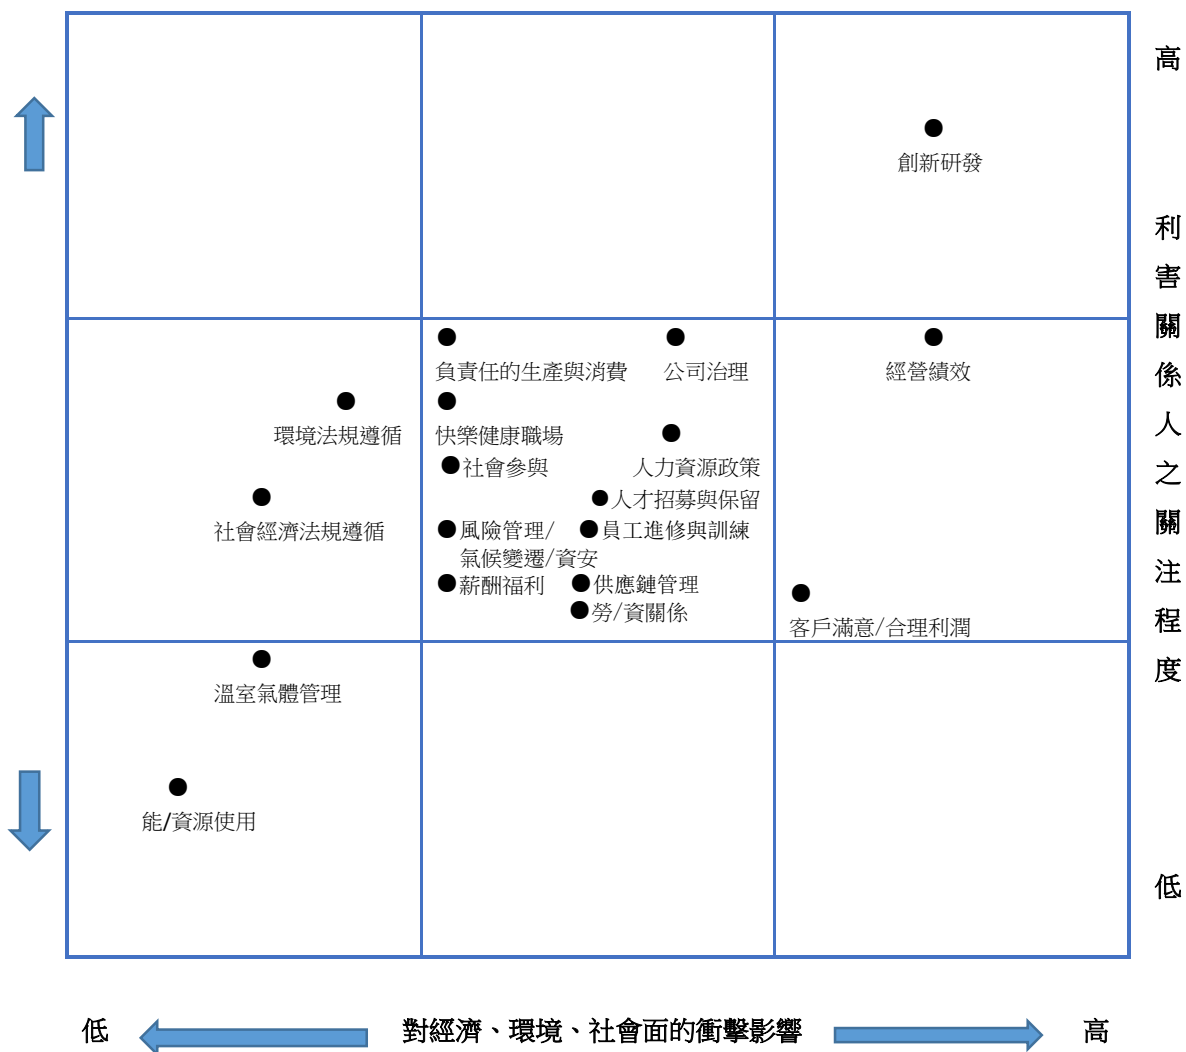 高
創新研發
利害關係人之關注程度
負責任的生產與消費
公司治理
經營績效
環境法規遵循
快樂健康職場
人力資源政策
社會參與
人才招募與保留
社會經濟法規遵循
風險管理/
氣候變遷/資安
員工進修與訓練
薪酬福利
供應鏈管理
勞/資關係
客戶滿意/合理利潤
溫室氣體管理
能/資源使用
低
低
對經濟、環境、社會面的衝擊影響
高